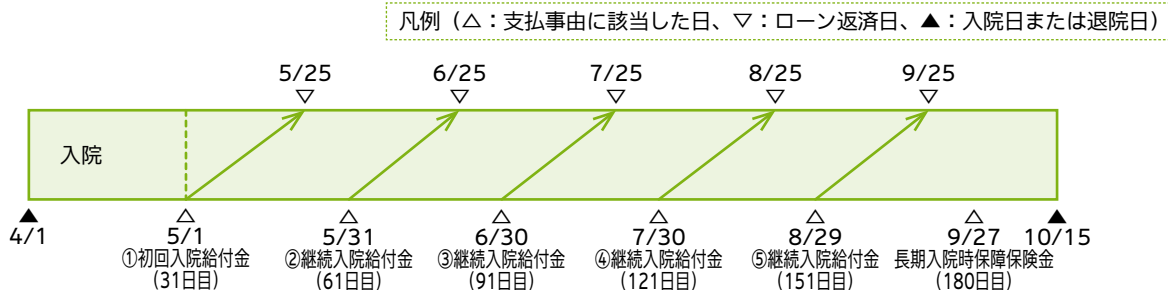 凡例（△：支払事由に該当した日、▽：ローン返済日、▲：入院日または退院日）
5/25 6/25 7/25 8/25 9/25
▽ ▽ ▽ ▽ ▽
入院
▲ △ △ △ △ △ △ ▲
4/1 5/1 5/31 6/30 7/30 8/29 9/27 10/15
①初回入院給付金 ②継続入院給付金 ③継続入院給付金 ④継続入院給付金 ⑤継続入院給付金 長期入院時保障保険金
(31日目) (61日目) (91日目) (121日目) (151日目) (180日目)